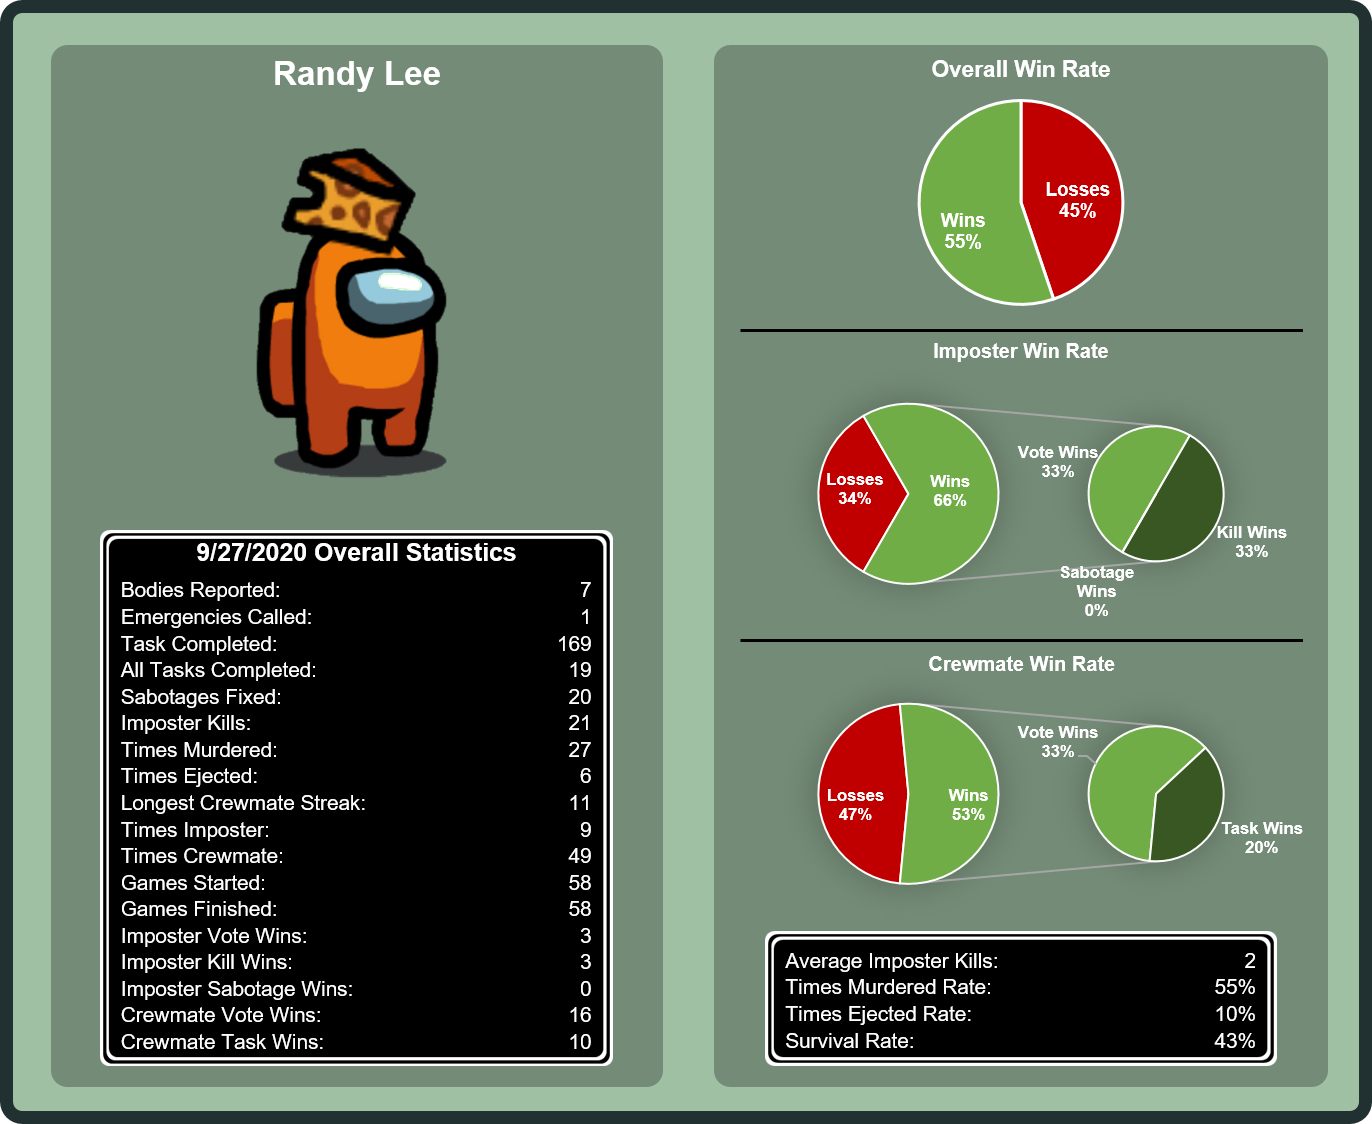 Randy Lee
9/27/2020 Overall Statistics
Bodies Reported: 7
Emergencies Called: 1
Task Completed: 169
All Tasks Completed: 19
Sabotages Fixed: 20
Imposter Kills: 21
Times Murdered: 27
Times Ejected: 6
Longest Crewmate Streak: 11
Times Imposter: 9
Times Crewmate: 49
Games Started: 58
Games Finished: 58
Imposter Vote Wins: 3
Imposter Kill Wins: 3
Imposter Sabotage Wins: 0
Crewmate Vote Wins: 16
Crewmate Task Wins: 10
Overall Win Rate
Losses
45%
Wins
55%
Imposter Win Rate
Losses
34%
Wins
66%
Vote Wins
33%
Kill Wins
33%
Sabotage
Wins
0%
Crewmate Win Rate
Losses
47%
Wins
53%
Vote Wins
33%
Task Wins
20%
Average Imposter Kills: 2
Times Murdered Rate: 55%
Times Ejected Rate: 10%
Survival Rate: 43%